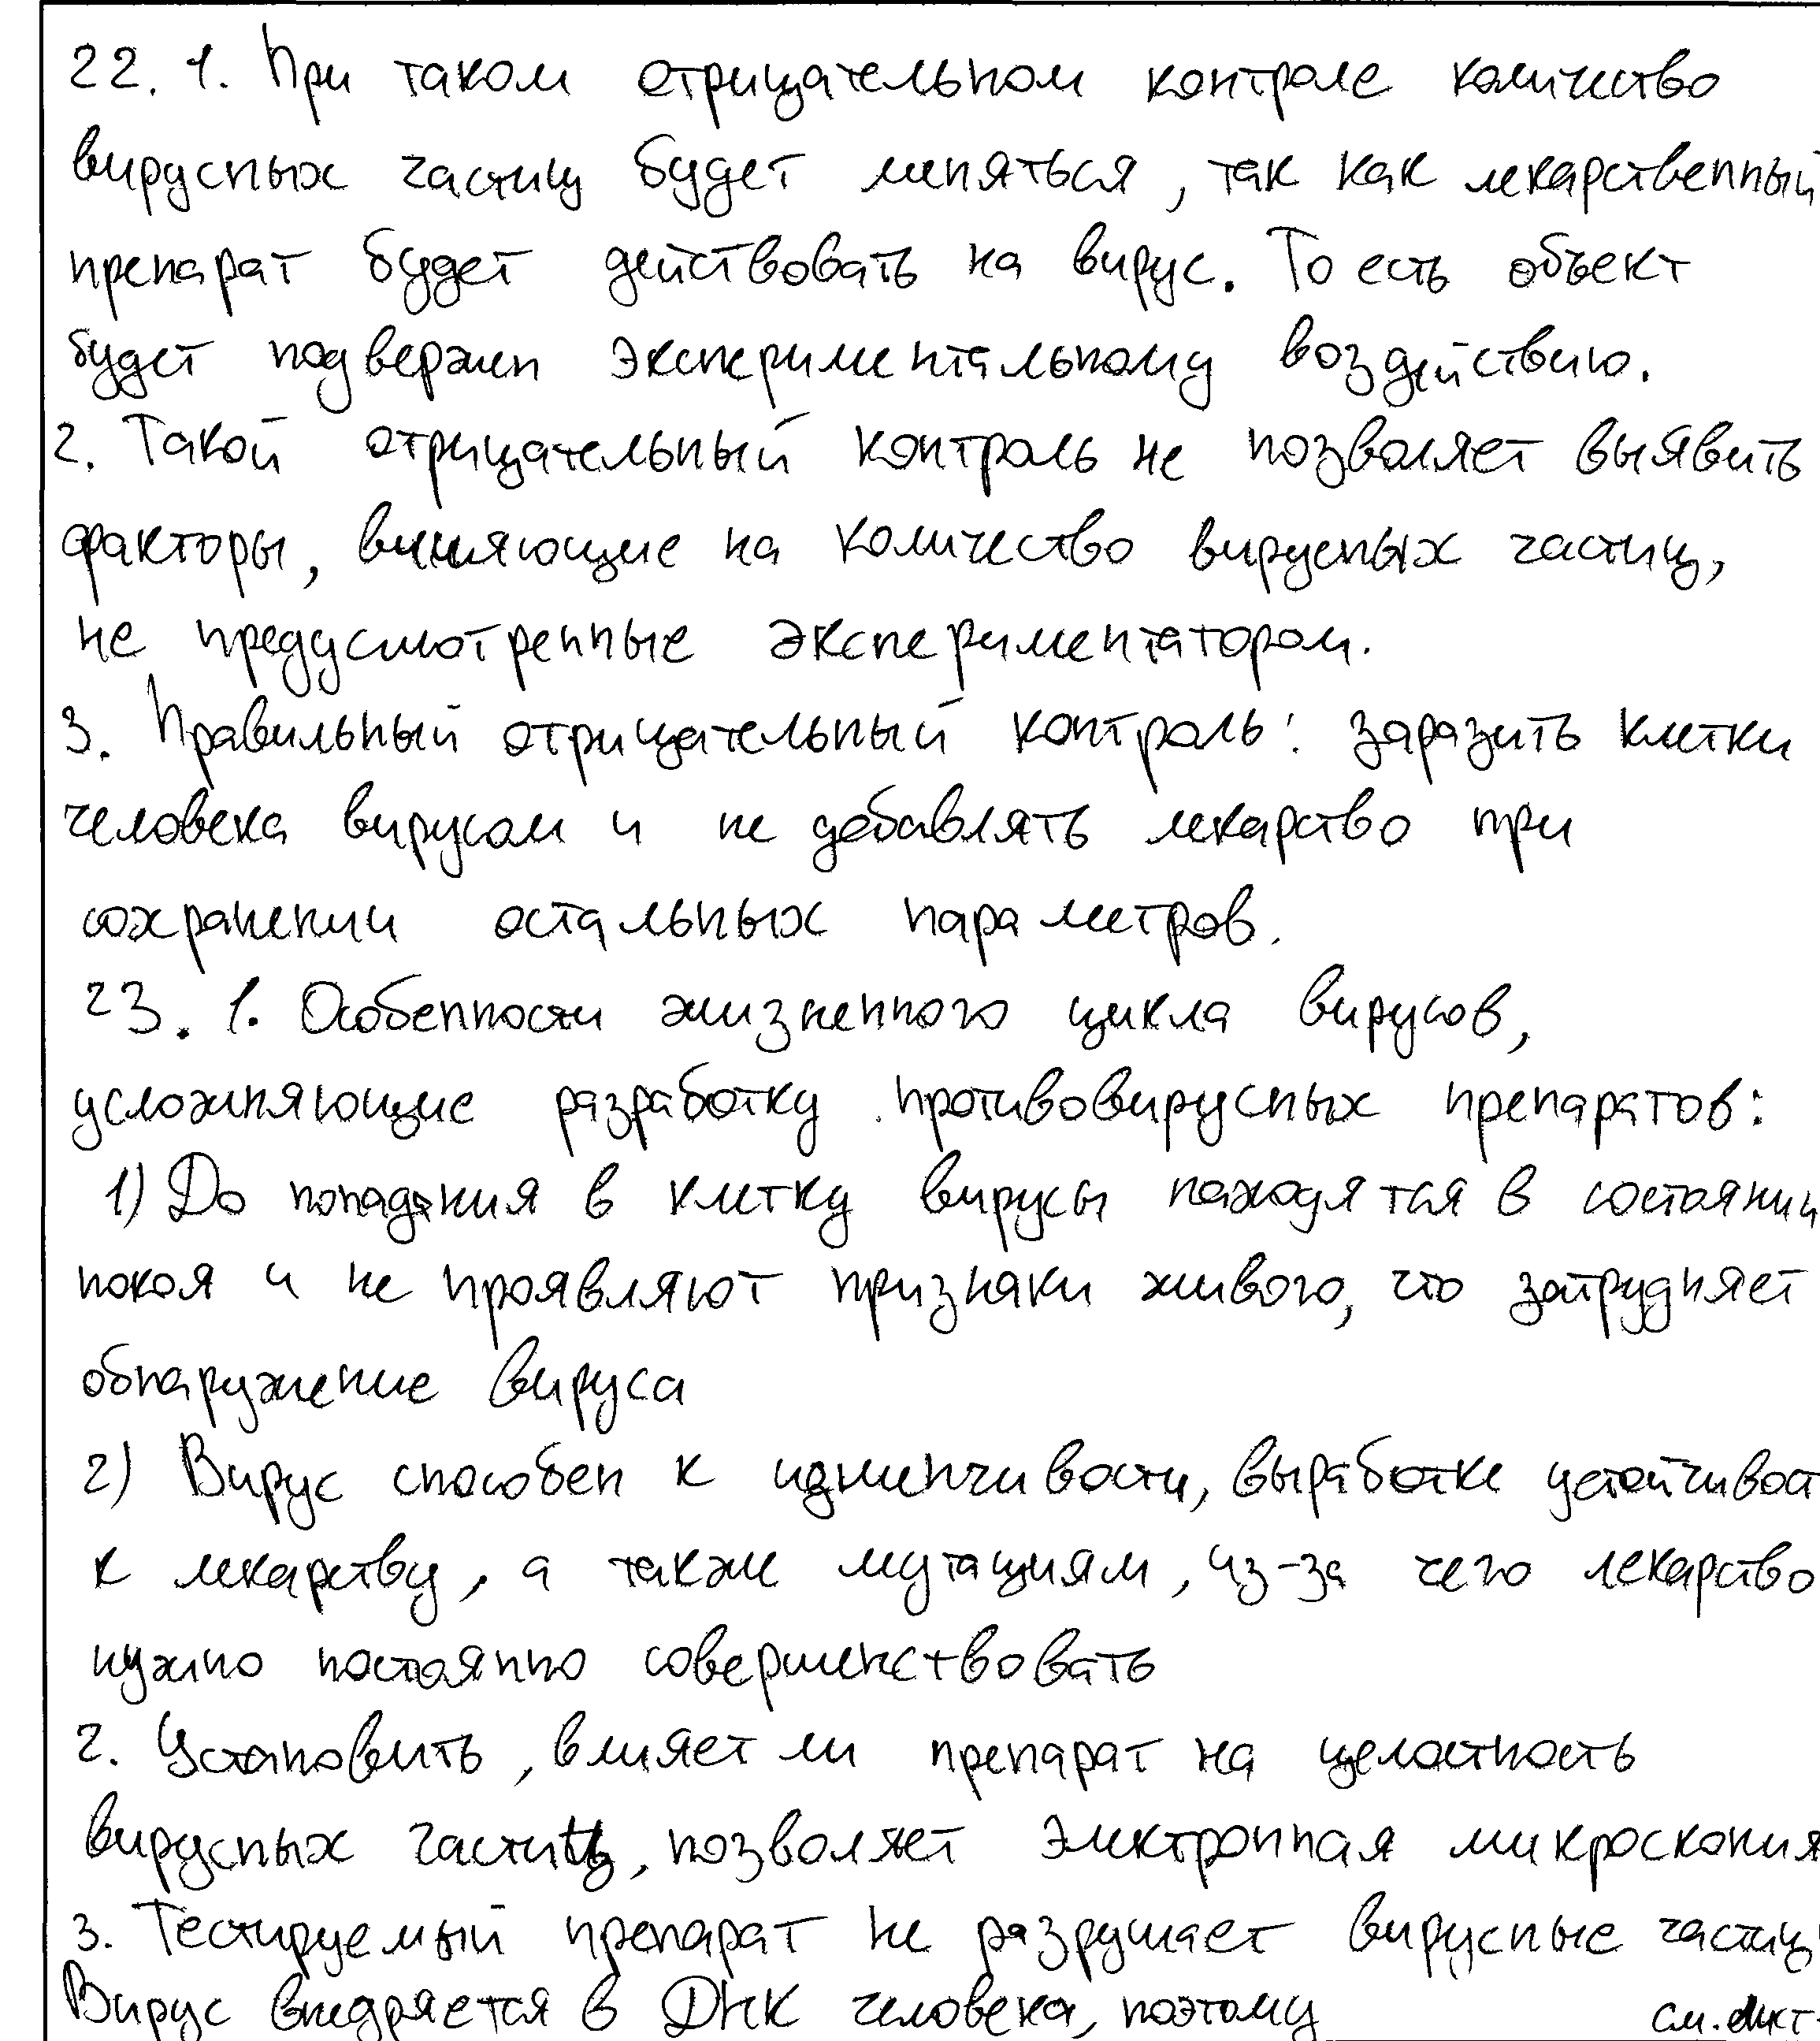 22. 1. При таком отрицательном контроле количество
вирусных частиц будет меняться, так как лекарственный
препарат будет действовать на вирус. То есть объект
будет подвержен экспериментальному воздействию.
2. Такой отрицательный контроль не позволяет выявить
факторы, влияющие на количество вирусных частиц,
не предусмотренные экспериментатором.
3. Правильный отрицательный контроль: заразить клетки
человека вирусом и не добавлять лекарство при
сохранении остальных параметров.
23. 1. Особенности жизненного цикла вирусов,
усложняющие разработку противовирусных препаратов:
1) До попадания в клетку вирусы находятся в состоянии
покоя и не проявляют признаки живого, что затрудняет
обнаружение вируса
2) Вирус способен к изменчивости, выработке устойчивост
к лекарству, а также мутациям, из-за чего лекарство
нужно постоянно совершенствовать
2. Установить, влияет ли препарат на целостность
вирусных частиц, позволяет электронная микроскопия
3. Тестируемый препарат не разрушает вирусные частиц
Вирус внедряется в ДНК человека, поэтому см. лист